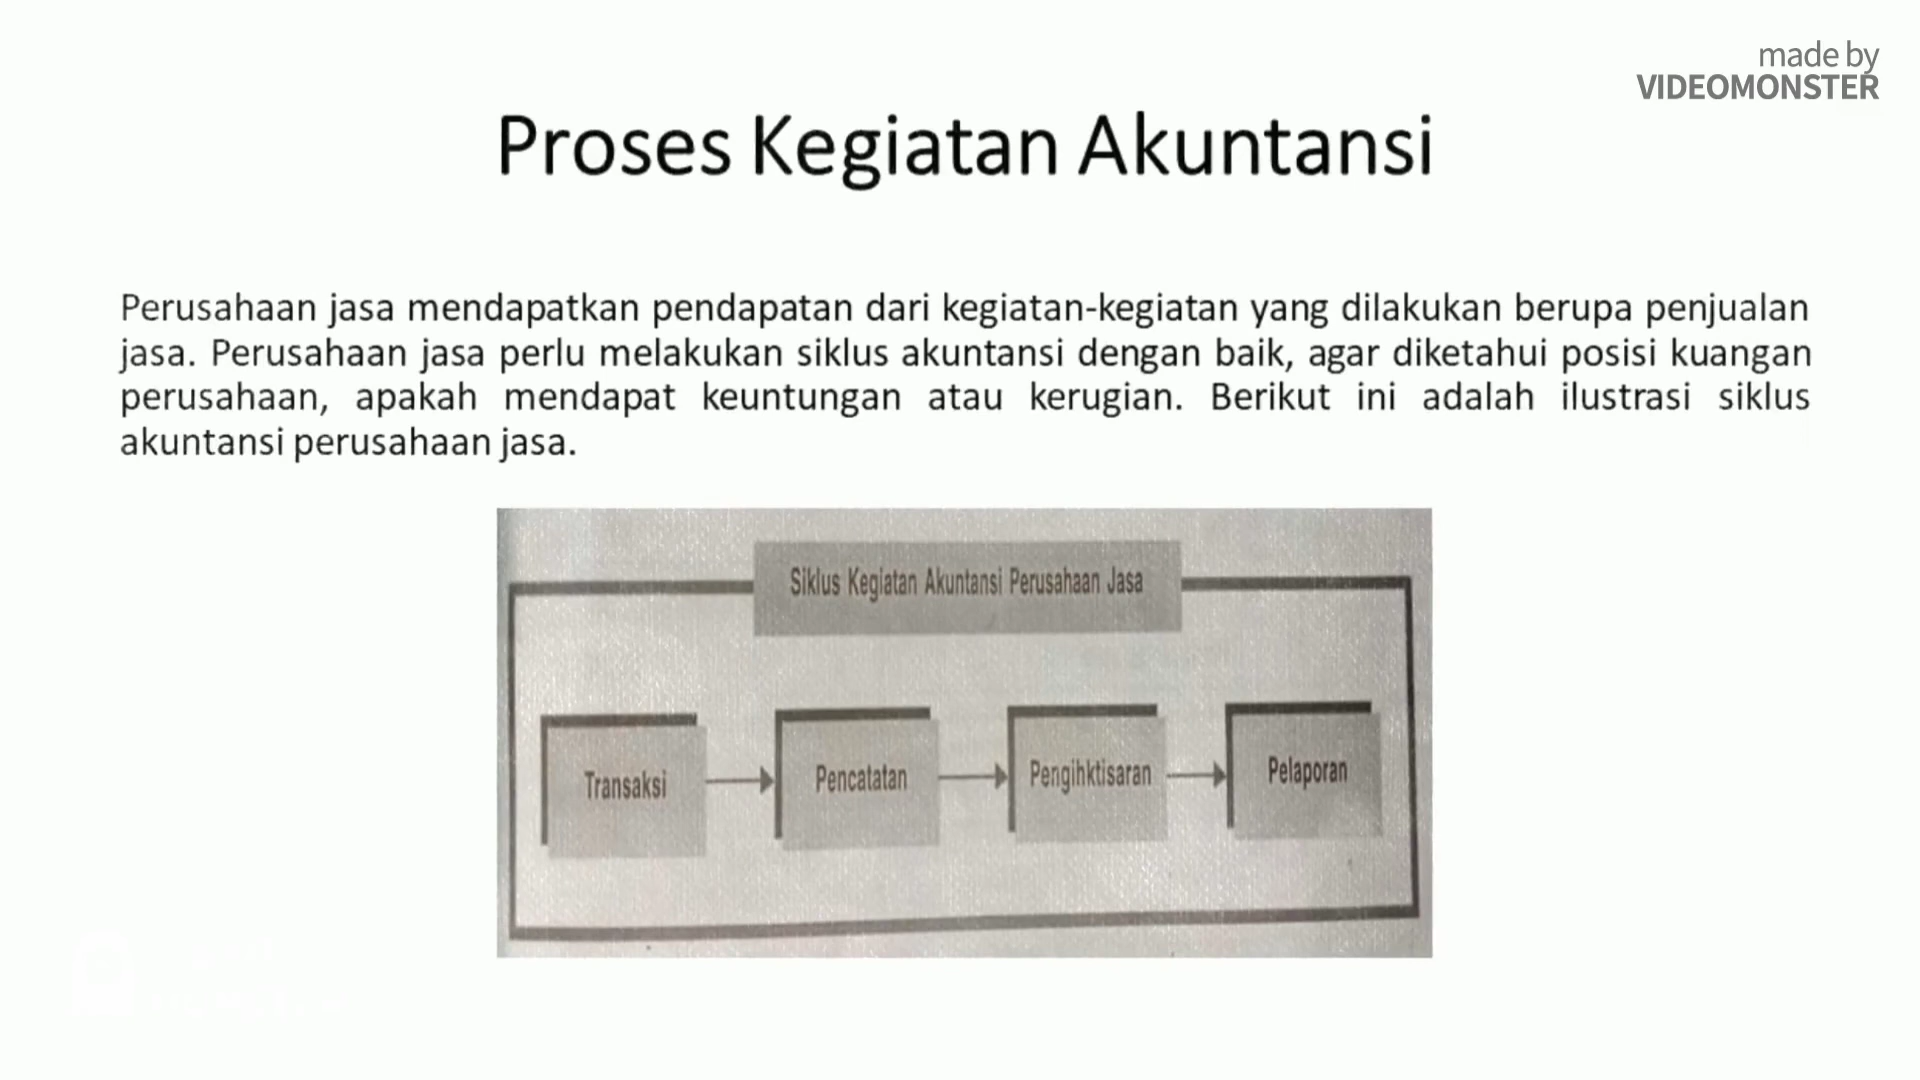 made by
VIDEOMONSTER
Proses Kegiatan Akuntansi
Perusahaan jasa mendapatkan pendapatan dari kegiatan-kegiatan yang dilakukan berupa penjualan
jasa. Perusahaan jasa perlu melakukan siklus akuntansi dengan baik, agar diketahui posisi kuangan
perusahaan, apakah mendapat keuntungan atau kerugian. Berikut ini adalah ilustrasi siklus
akuntansi perusahaan jasa.
Siklus Kegiatan Akuntansi Perusahaan Jasa
Transaksi
Pencatatan
Pengihktisaran
Pelaporan